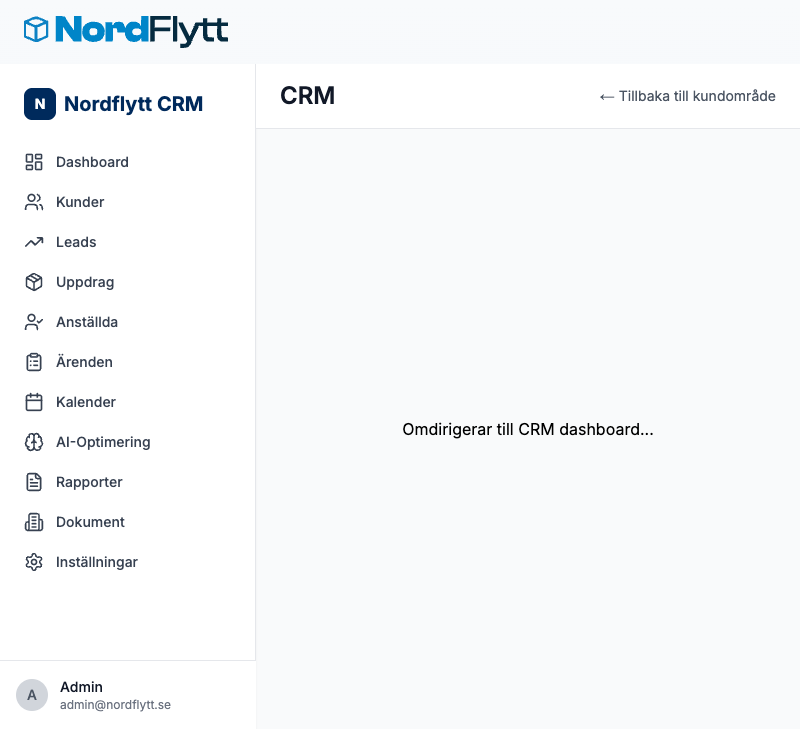 NordFlytt
N Nordflytt CRM
CRM
← Tillbaka till kundområde
Dashboard
Kunder
Leads
Uppdrag
Anställda
Ärenden
Kalender
AI-Optimering
Rapporter
Dokument
Inställningar
Omdirigerar till CRM dashboard...
A
Admin
admin@nordflytt.se